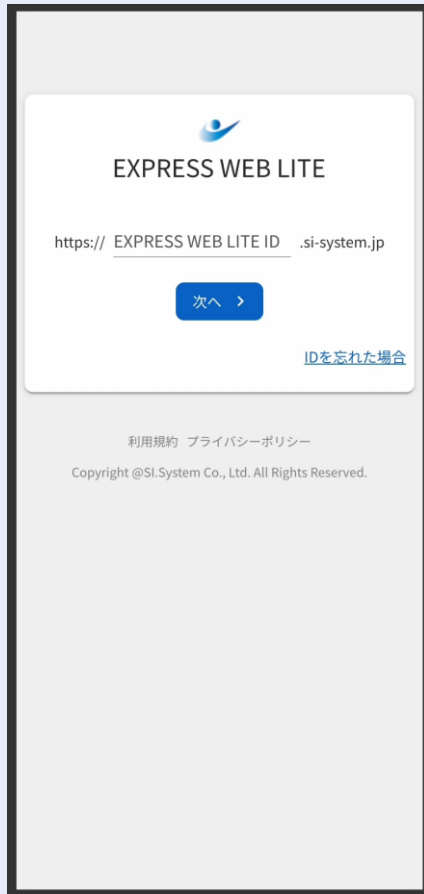 EXPRESS WEB LITE
https:// EXPRESS WEB LITE ID .si-system.jp
次へ >
IDを忘れた場合
利用規約 プライバシーポリシー
Copyright @SI.System Co., Ltd. All Rights Reserved.